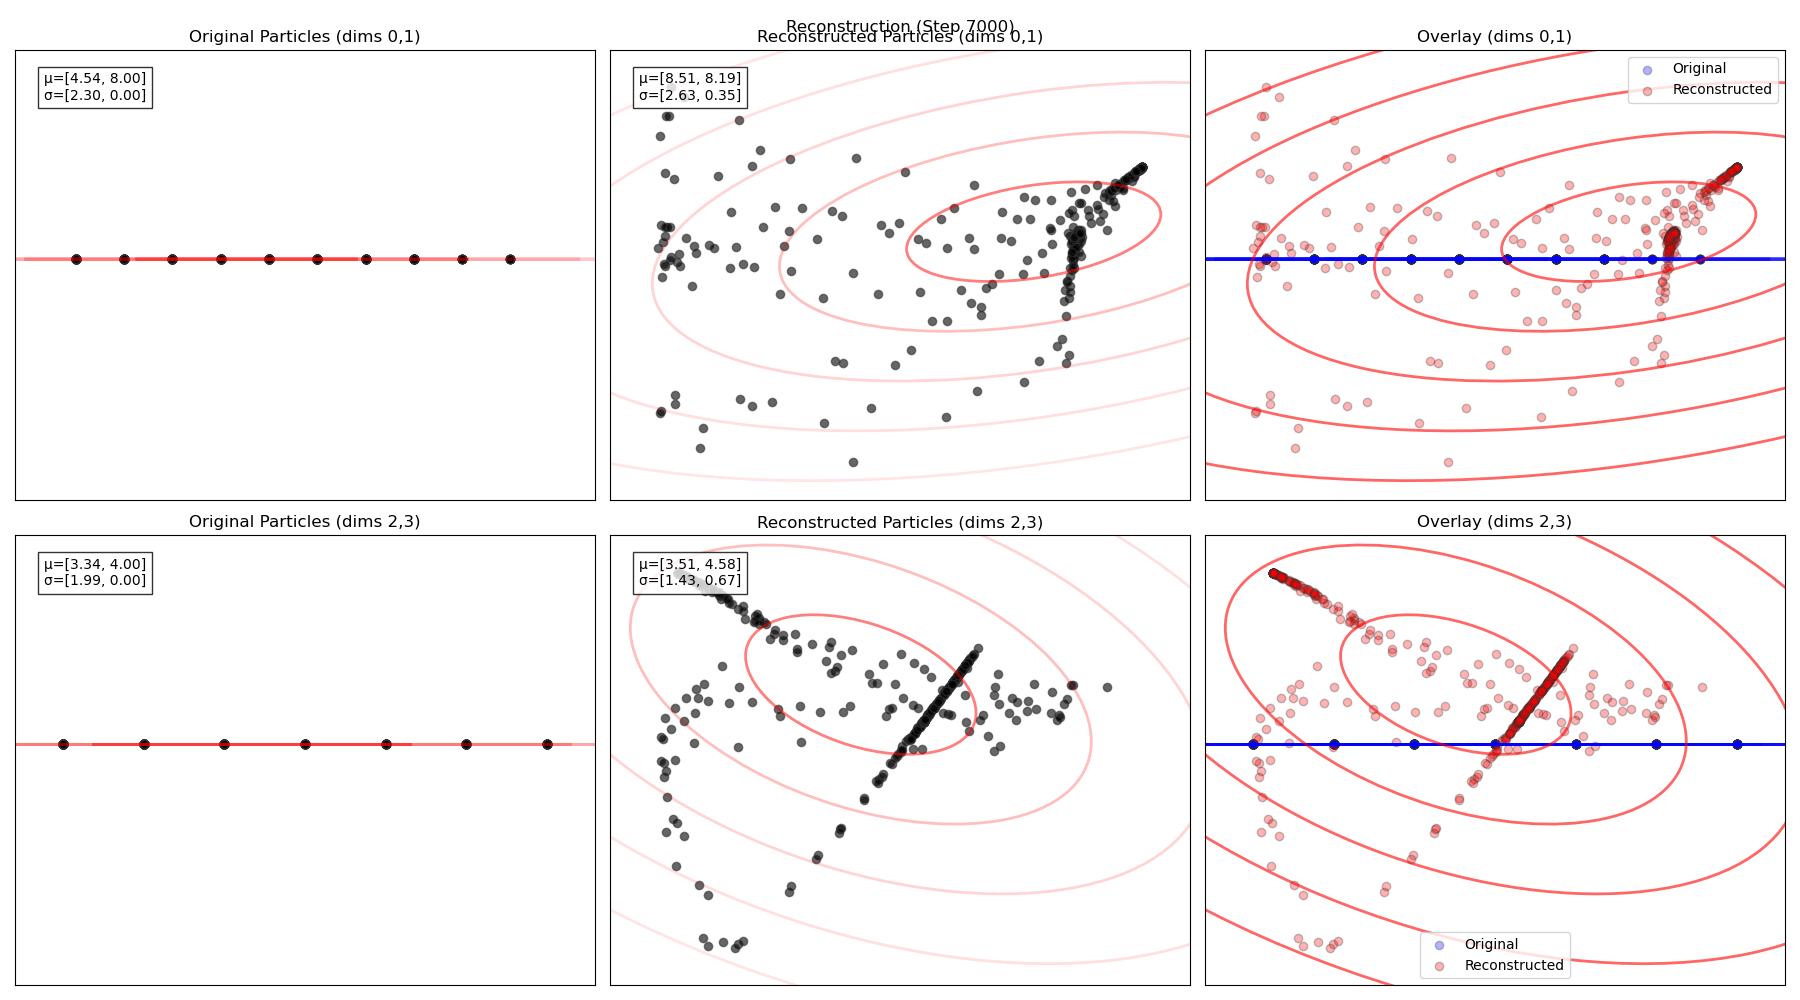 Reconstruction (Step 7000)
Original Particles (dims 0,1)
Reconstructed Particles (dims 0,1)
Overlay (dims 0,1)
μ=[4.54, 8.00]
σ=[2.30, 0.00]
μ=[8.51, 8.19]
σ=[2.63, 0.35]
Original
Reconstructed
Original Particles (dims 2,3)
Reconstructed Particles (dims 2,3)
Overlay (dims 2,3)
μ=[3.34, 4.00]
σ=[1.99, 0.00]
μ=[3.51, 4.58]
σ=[1.43, 0.67]
Original
Reconstructed